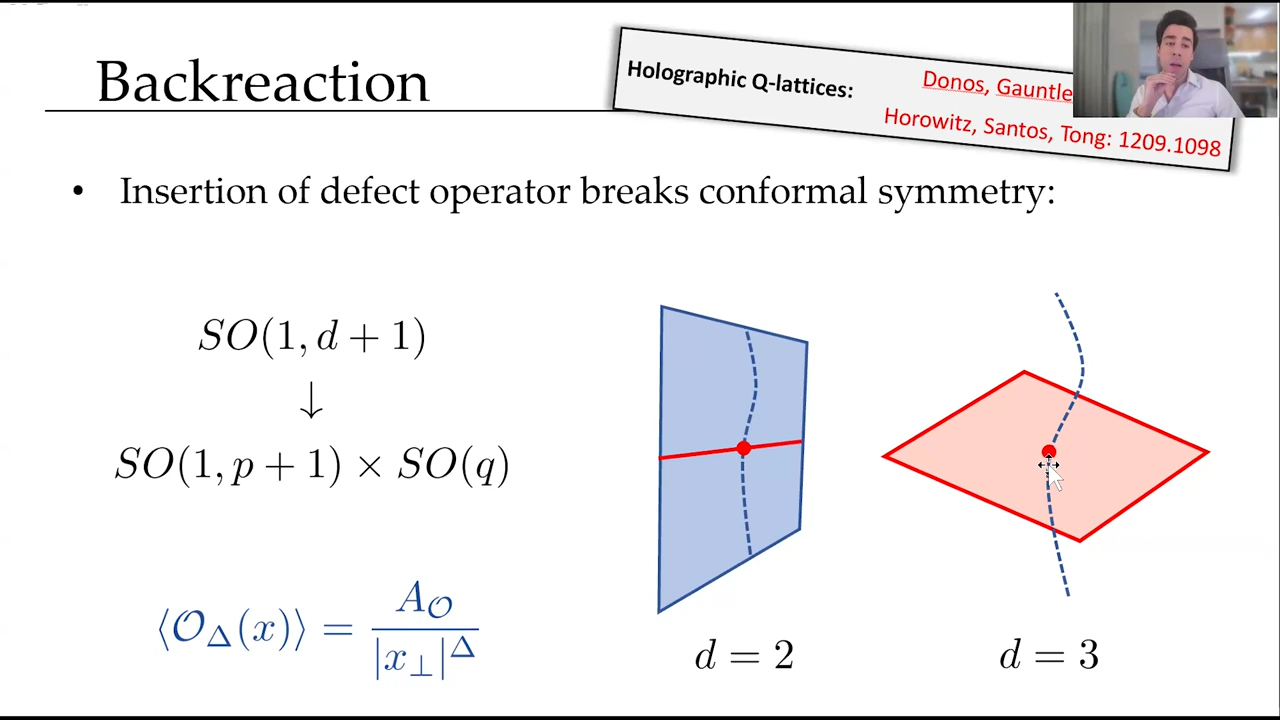 Backreaction
Holographic Q-lattices:
Donos,
Horowitz, Santos, Tong: 1209.1098
• Insertion of defect operator breaks conformal symmetry:
SO(1, d + 1)
↓
SO(1, p + 1) × SO(q)
⟨𝒪_Δ(x)⟩ = A_𝒪 / |x_⊥|^Δ
d = 2
d = 3